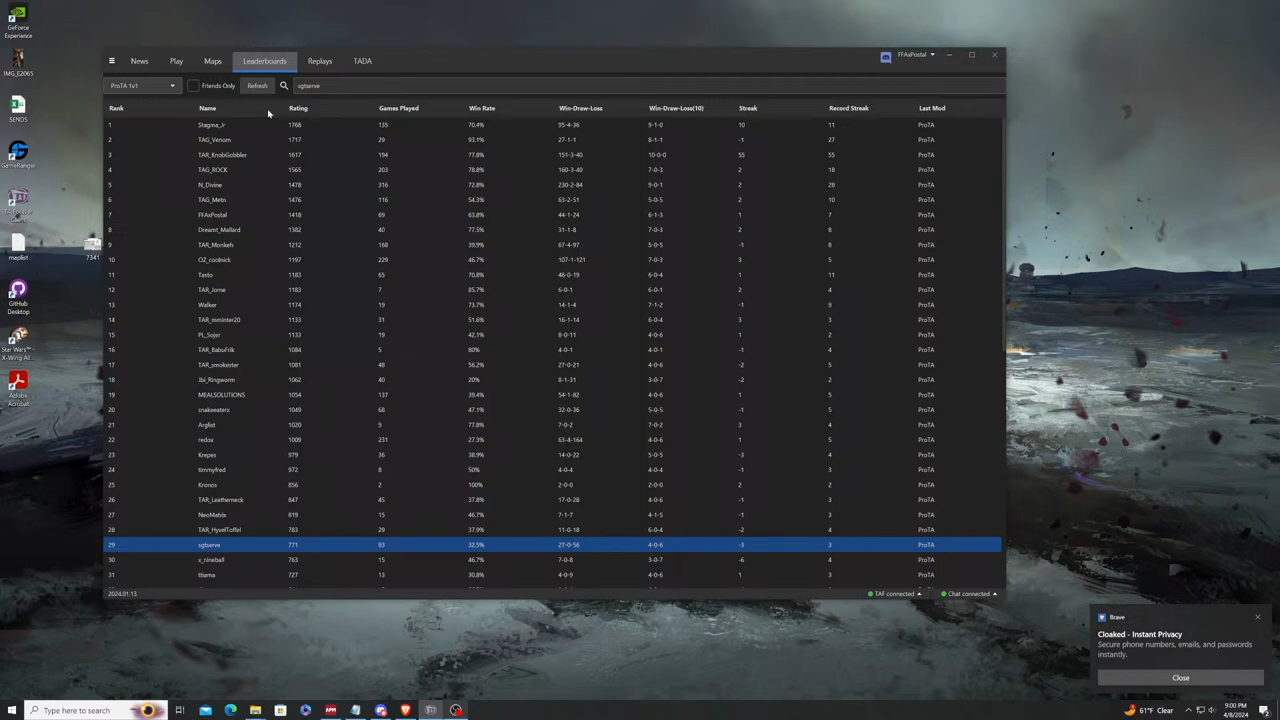 GeForce
Experience
IMG_E2065
SENDS
GameRanger
maplist
7341
GitHub
Desktop
Star Wars™ -
X-Wing All...
Adobe
Acrobat
News Play Maps Leaderboards Replays TADA
FFAxPostal
ProTA 1v1 Friends Only Refresh sgtserve
Rank Name Rating Games Played Win Rate Win-Draw-Loss Win-Draw-Loss(10) Streak Record Streak Last Mod
1 Stagma_Jr 1768 135 70.4% 95-4-36 9-1-0 10 11 ProTA
2 TAG_Venom 1717 29 93.1% 27-1-1 8-1-1 -1 27 ProTA
3 TAR_KnobGobbler 1617 194 77.8% 151-3-40 10-0-0 55 55 ProTA
4 TAG_ROCK 1565 203 78.8% 160-3-40 7-0-3 2 18 ProTA
5 N_Divine 1478 316 72.8% 230-2-84 9-0-1 2 28 ProTA
6 TAG_Metn 1476 116 54.3% 63-2-51 5-0-5 2 10 ProTA
7 FFAxPostal 1418 69 63.8% 44-1-24 6-1-3 1 7 ProTA
8 Dreamt_Mallard 1382 40 77.5% 31-1-8 7-0-3 2 8 ProTA
9 TAR_Monkeh 1212 168 39.9% 67-4-97 5-0-5 -1 8 ProTA
10 OZ_coolnick 1197 229 46.7% 107-1-121 7-0-3 3 5 ProTA
11 Tasto 1183 65 70.8% 46-0-19 6-0-4 1 11 ProTA
12 TAR_Jorne 1183 7 85.7% 6-0-1 6-0-1 2 4 ProTA
13 Walker 1174 19 73.7% 14-1-4 7-1-2 -1 9 ProTA
14 TAR_mminter20 1133 31 51.6% 16-1-14 6-0-4 3 3 ProTA
15 PL_Sojer 1133 19 42.1% 8-0-11 4-0-6 1 2 ProTA
16 TAR_BabuFrik 1084 5 80% 4-0-1 4-0-1 -1 4 ProTA
17 TAR_smokester 1081 48 56.2% 27-0-21 4-0-6 -2 5 ProTA
18 Jbi_Ringworm 1062 40 20% 8-1-31 3-0-7 -2 2 ProTA
19 MEALSOLUTIONS 1054 137 39.4% 54-1-82 4-0-6 1 5 ProTA
20 snakeeaterx 1049 68 47.1% 32-0-36 5-0-5 -1 5 ProTA
21 Arglist 1020 9 77.8% 7-0-2 7-0-2 3 4 ProTA
22 redox 1009 231 27.3% 63-4-164 4-0-6 1 5 ProTA
23 Krepes 979 36 38.9% 14-0-22 5-0-5 -3 4 ProTA
24 timmyfred 972 8 50% 4-0-4 4-0-4 -1 3 ProTA
25 Kronos 856 2 100% 2-0-0 2-0-0 2 2 ProTA
26 TAR_Leatherneck 847 45 37.8% 17-0-28 4-0-6 -1 3 ProTA
27 NeoMatrix 819 15 46.7% 7-1-7 4-1-5 -1 3 ProTA
28 TAR_HyvelToffel 783 29 37.9% 11-0-18 6-0-4 -2 4 ProTA
29 sgtserve 771 83 32.5% 27-0-56 4-0-6 -3 3 ProTA
30 x_nineball 763 15 46.7% 7-0-8 3-0-7 -6 4 ProTA
31 ttiama 727 13 30.8% 4-0-9 4-0-6 1 3 ProTA
2024.01.13 TAF connected Chat connected
Brave
Cloaked - Instant Privacy
Secure phone numbers, emails, and passwords
instantly.
Close
Type here to search
61°F Clear
9:00 PM
4/8/2024